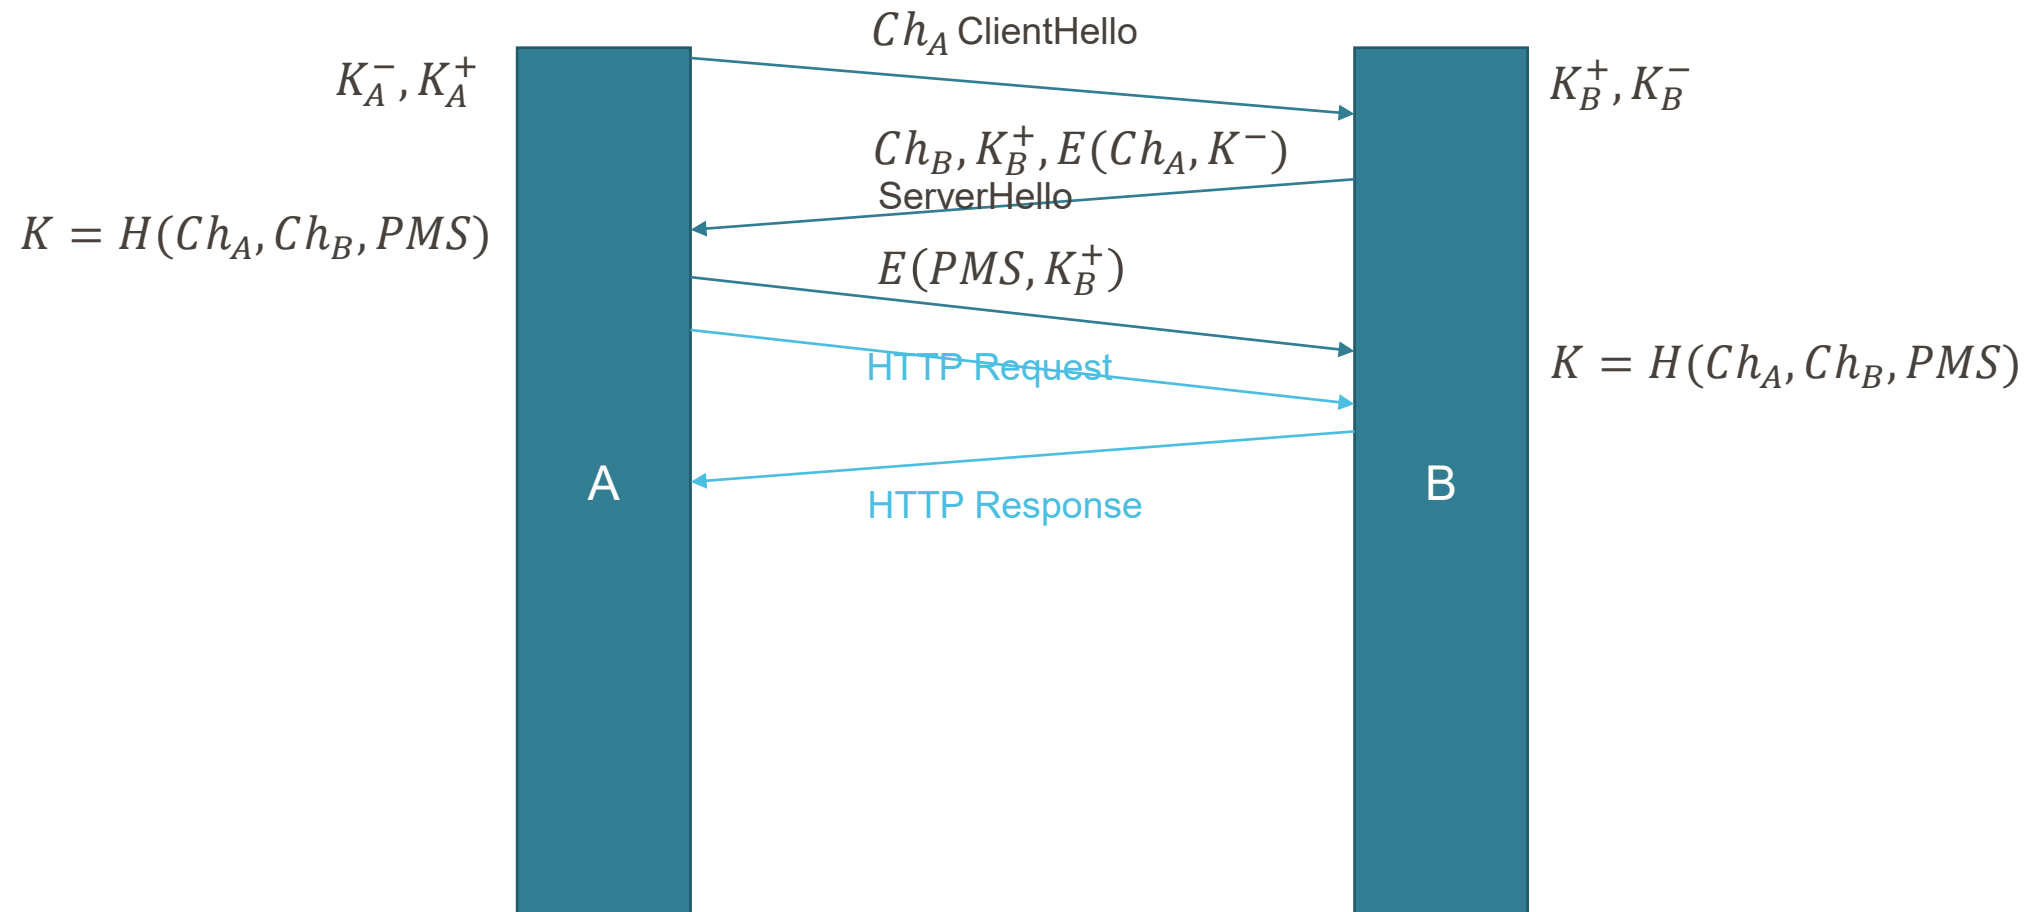 Ch_A ClientHello
K_A^-, K_A^+
K_B^+, K_B^-
Ch_B, K_B^+, E(Ch_A, K^-)
ServerHello
K = H(Ch_A, Ch_B, PMS)
E(PMS, K_B^+)
HTTP Request
K = H(Ch_A, Ch_B, PMS)
A
B
HTTP Response